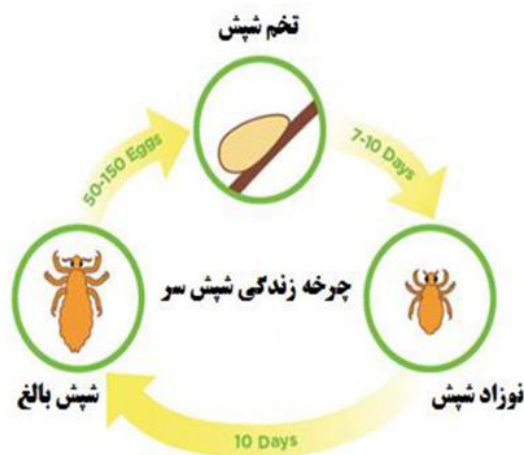 تخم شپش
50-150 Eggs
7-10 Days
چرخه زندگی شپش سر
شپش بالغ
نوزاد شپش
10 Days